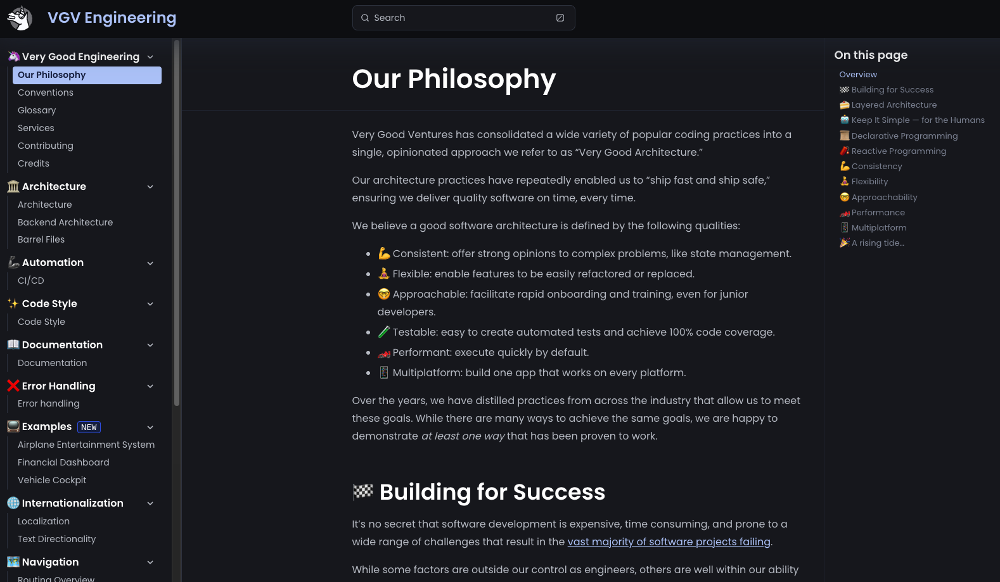 VGV Engineering
Search
Very Good Engineering
Our Philosophy
Conventions
Glossary
Services
Contributing
Credits
Architecture
Architecture
Backend Architecture
Barrel Files
Automation
CI/CD
Code Style
Code Style
Documentation
Documentation
Error Handling
Error handling
Examples NEW
Airplane Entertainment System
Financial Dashboard
Vehicle Cockpit
Internationalization
Localization
Text Directionality
Navigation
Routing Overview
Our Philosophy
Very Good Ventures has consolidated a wide variety of popular coding practices into a
single, opinionated approach we refer to as “Very Good Architecture.”
Our architecture practices have repeatedly enabled us to “ship fast and ship safe,”
ensuring we deliver quality software on time, every time.
We believe a good software architecture is defined by the following qualities:
• 💪 Consistent: offer strong opinions to complex problems, like state management.
• 🧘 Flexible: enable features to be easily refactored or replaced.
• 🤓 Approachable: facilitate rapid onboarding and training, even for junior
developers.
• 🧪 Testable: easy to create automated tests and achieve 100% code coverage.
• 🏎️ Performant: execute quickly by default.
• 📱 Multiplatform: build one app that works on every platform.
Over the years, we have distilled practices from across the industry that allow us to meet
these goals. While there are many ways to achieve the same goals, we are happy to
demonstrate at least one way that has been proven to work.
🏁 Building for Success
It’s no secret that software development is expensive, time consuming, and prone to a
wide range of challenges that result in the vast majority of software projects failing.
While some factors are outside our control as engineers, others are well within our ability
On this page
Overview
🏁 Building for Success
🍰 Layered Architecture
🤖 Keep It Simple — for the Humans
📜 Declarative Programming
🧨 Reactive Programming
💪 Consistency
🧘 Flexibility
🤓 Approachability
🏎️ Performance
📱 Multiplatform
🎉 A rising tide…